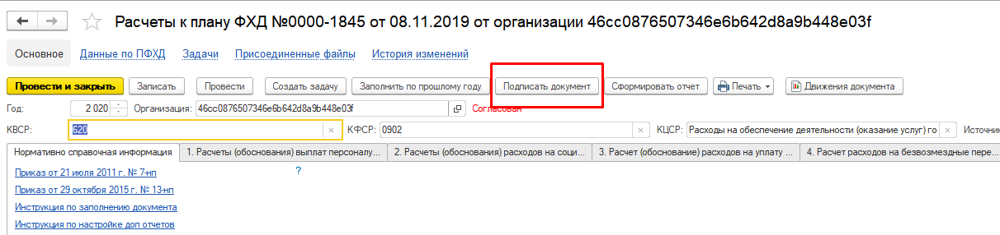 Расчеты к плану ФХД №0000-1845 от 08.11.2019 от организации 46cc0876507346e6b642d8a9b448e03f
Основное Данные по ПФХД Задачи Присоединенные файлы История изменений
Провести и закрыть Записать Провести Создать задачу Заполнить по прошлому году Подписать документ Сформировать отчет Печать Движения документа
Год: 2 020 Организация: 46cc0876507346e6b642d8a9b448e03f Согласован
КВСР: 620 КФСР: 0902 КЦСР: Расходы на обеспечение деятельности (оказание услуг) го Источни
Нормативно справочная информация 1. Расчеты (обоснования) выплат персоналу... 2. Расчеты (обоснования) расходов на соци... 3. Расчет (обоснование) расходов на уплату ... 4. Расчет расходов на безвозмездные пере...
Приказ от 21 июля 2011 г. № 7-нп ?
Приказ от 29 октября 2015 г. № 13-нп
Инструкция по заполнению документа
Инструкция по настройке доп отчетов